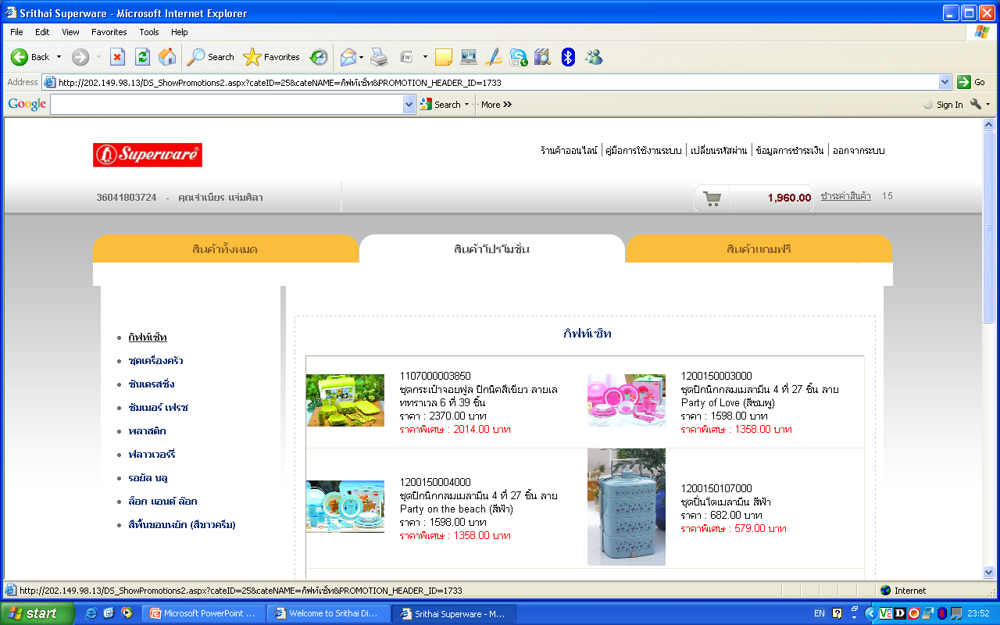 Srithai Superware - Microsoft Internet Explorer
File Edit View Favorites Tools Help
Back Search Favorites
Address http://202.149.98.13/DS_ShowPromotions2.aspx?cateID=25&cateNAME=กิฟท์เซ็ท&PROMOTION_HEADER_ID=1733 Go
Google Search More >> Sign In
Superware
ร้านค้าออนไลน์ | คู่มือการใช้งานระบบ | เปลี่ยนรหัสผ่าน | ข้อมูลการชำระเงิน | ออกจากระบบ
36041803724 - คุณจำเนียร แจ่มศิลา
1,960.00 ชำระค่าสินค้า 15
สินค้าทั้งหมด สินค้าโปรโมชั่น สินค้าแถมฟรี
กิฟท์เซ็ท
ชุดเครื่องครัว
ซันเดรสซิ่ง
ซัมเมอร์ เฟรช
พลาสติก
ฟลาวเวอร์รี่
รอยัล บลู
ล็อก แอนด์ ล๊อก
สีพื้นขอบหยัก (สีขาวครีม)
กิฟท์เซ็ท
1107000003850
ชุดกระเป๋าจอยฟูล ปิกนิคสีเขียว ลายเล
ททราเวล 6 ที่ 39 ชิ้น
ราคา : 2370.00 บาท
ราคาพิเศษ : 2014.00 บาท
1200150003000
ชุดปิกนิกกลมเมลามีน 4 ที่ 27 ชิ้น ลาย
Party of Love (สีชมพู)
ราคา : 1598.00 บาท
ราคาพิเศษ : 1358.00 บาท
1200150004000
ชุดปิกนิกกลมเมลามีน 4 ที่ 27 ชิ้น ลาย
Party on the beach (สีฟ้า)
ราคา : 1598.00 บาท
ราคาพิเศษ : 1358.00 บาท
1200150107000
ชุดปิ่นโตเมลามีน สีฟ้า
ราคา : 682.00 บาท
ราคาพิเศษ : 579.00 บาท
http://202.149.98.13/DS_ShowPromotions2.aspx?cateID=25&cateNAME=กิฟท์เซ็ท&PROMOTION_HEADER_ID=1733 Internet
start Microsoft PowerPoint ... Welcome to Srithai Di... Srithai Superware - M... EN 23:52